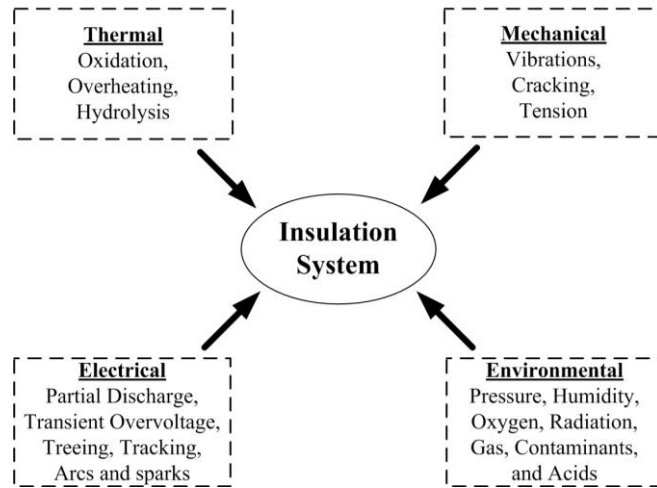 Thermal
Oxidation,
Overheating,
Hydrolysis
Mechanical
Vibrations,
Cracking,
Tension
Insulation
System
Electrical
Partial Discharge,
Transient Overvoltage,
Treeing, Tracking,
Arcs and sparks
Environmental
Pressure, Humidity,
Oxygen, Radiation,
Gas, Contaminants,
and Acids